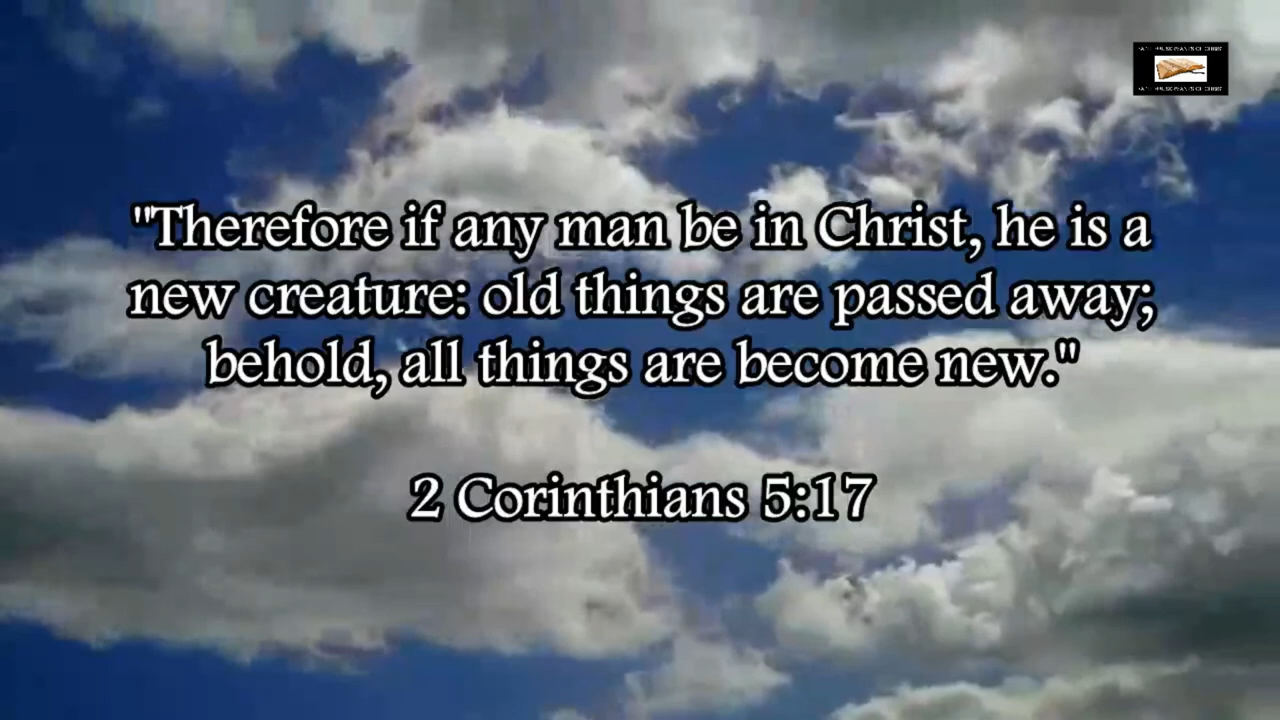 "Therefore if any man be in Christ, he is a
new creature: old things are passed away;
behold, all things are become new."
2 Corinthians 5:17